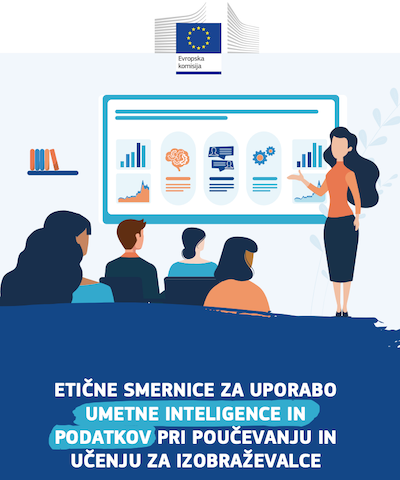 Evropska
komisija
ETIČNE SMERNICE ZA UPORABO
UMETNE INTELIGENCE IN
PODATKOV PRI POUČEVANJU IN
UČENJU ZA IZOBRAŽEVALCE